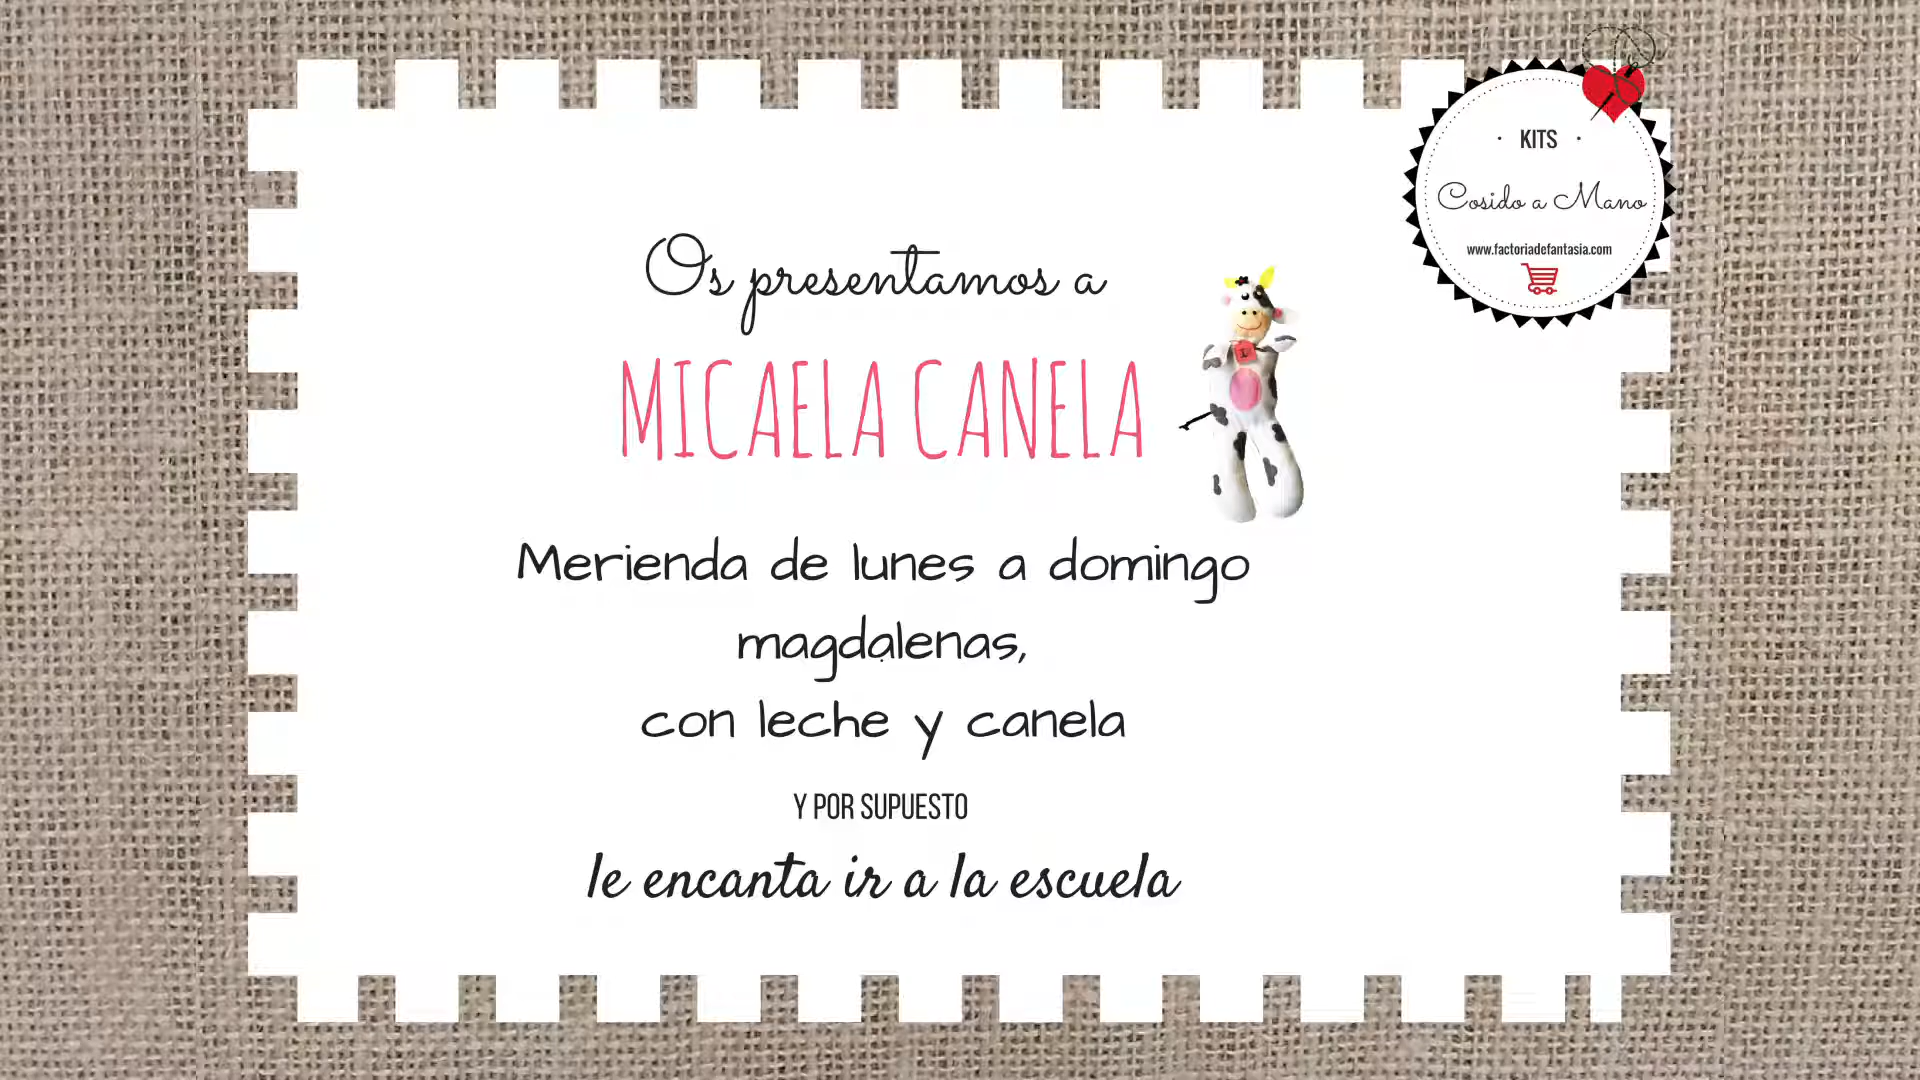 · KITS ·
Cosido a Mano
www.factoriadefantasia.com
Os presentamos a
MICAELA CANELA
Merienda de lunes a domingo
magdalenas,
con leche y canela
Y POR SUPUESTO
le encanta ir a la escuela